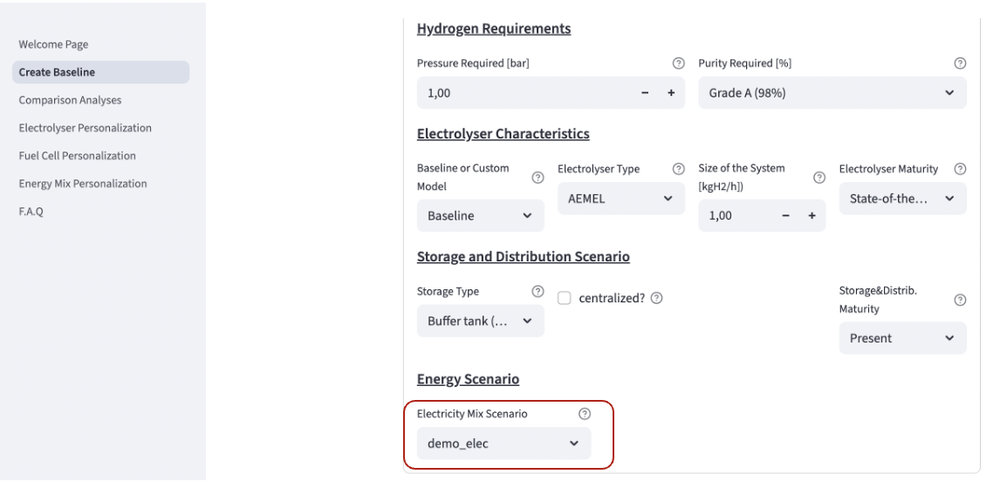 Welcome Page
Create Baseline
Comparison Analyses
Electrolyser Personalization
Fuel Cell Personalization
Energy Mix Personalization
F.A.Q
Hydrogen Requirements
Pressure Required [bar]
Purity Required [%]
1,00
Grade A (98%)
Electrolyser Characteristics
Baseline or Custom
Model
Baseline
Electrolyser Type
AEMEL
Size of the System
[kgH2/h])
1,00
Electrolyser Maturity
State-of-the...
Storage and Distribution Scenario
Storage Type
Buffer tank (...
centralized?
Storage&Distrib.
Maturity
Present
Energy Scenario
Electricity Mix Scenario
demo_elec